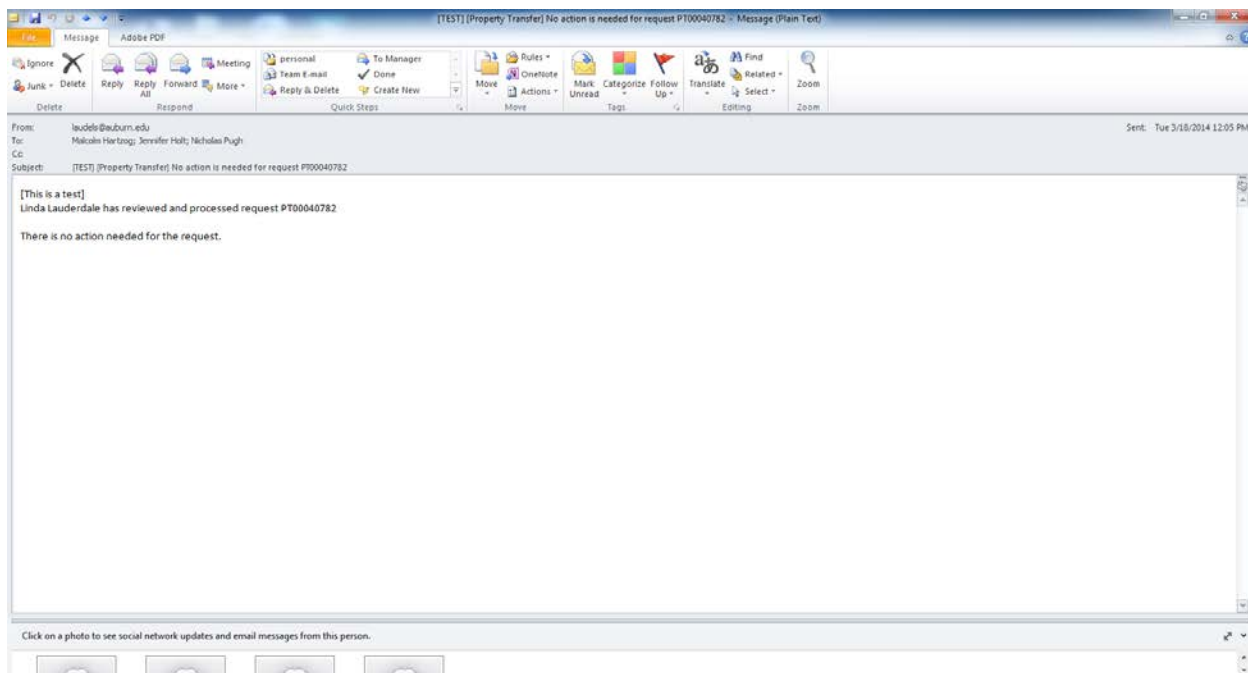 [TEST] [Property Transfer] No action is needed for request PT00040782 - Message (Plain Text)
File Message Adobe PDF
Ignore
Junk
Delete
Reply
Reply All
Forward
Meeting
More
personal
Team E-mail
Reply & Delete
To Manager
Done
Create New
Move
Rules
OneNote
Actions
Mark Unread
Categorize
Follow Up
Translate
Find
Related
Select
Zoom
Delete Respond Quick Steps Move Tags Editing Zoom
From: laudels@auburn.edu Sent: Tue 3/18/2014 12:05 PM
To: Malcolm Hertzog; Jennifer Holt; Nicholas Pugh
Cc:
Subject: [TEST] [Property Transfer] No action is needed for request PT00040782
[This is a test]
Linda Lauderdale has reviewed and processed request PT00040782
There is no action needed for the request.
Click on a photo to see social network updates and email messages from this person.